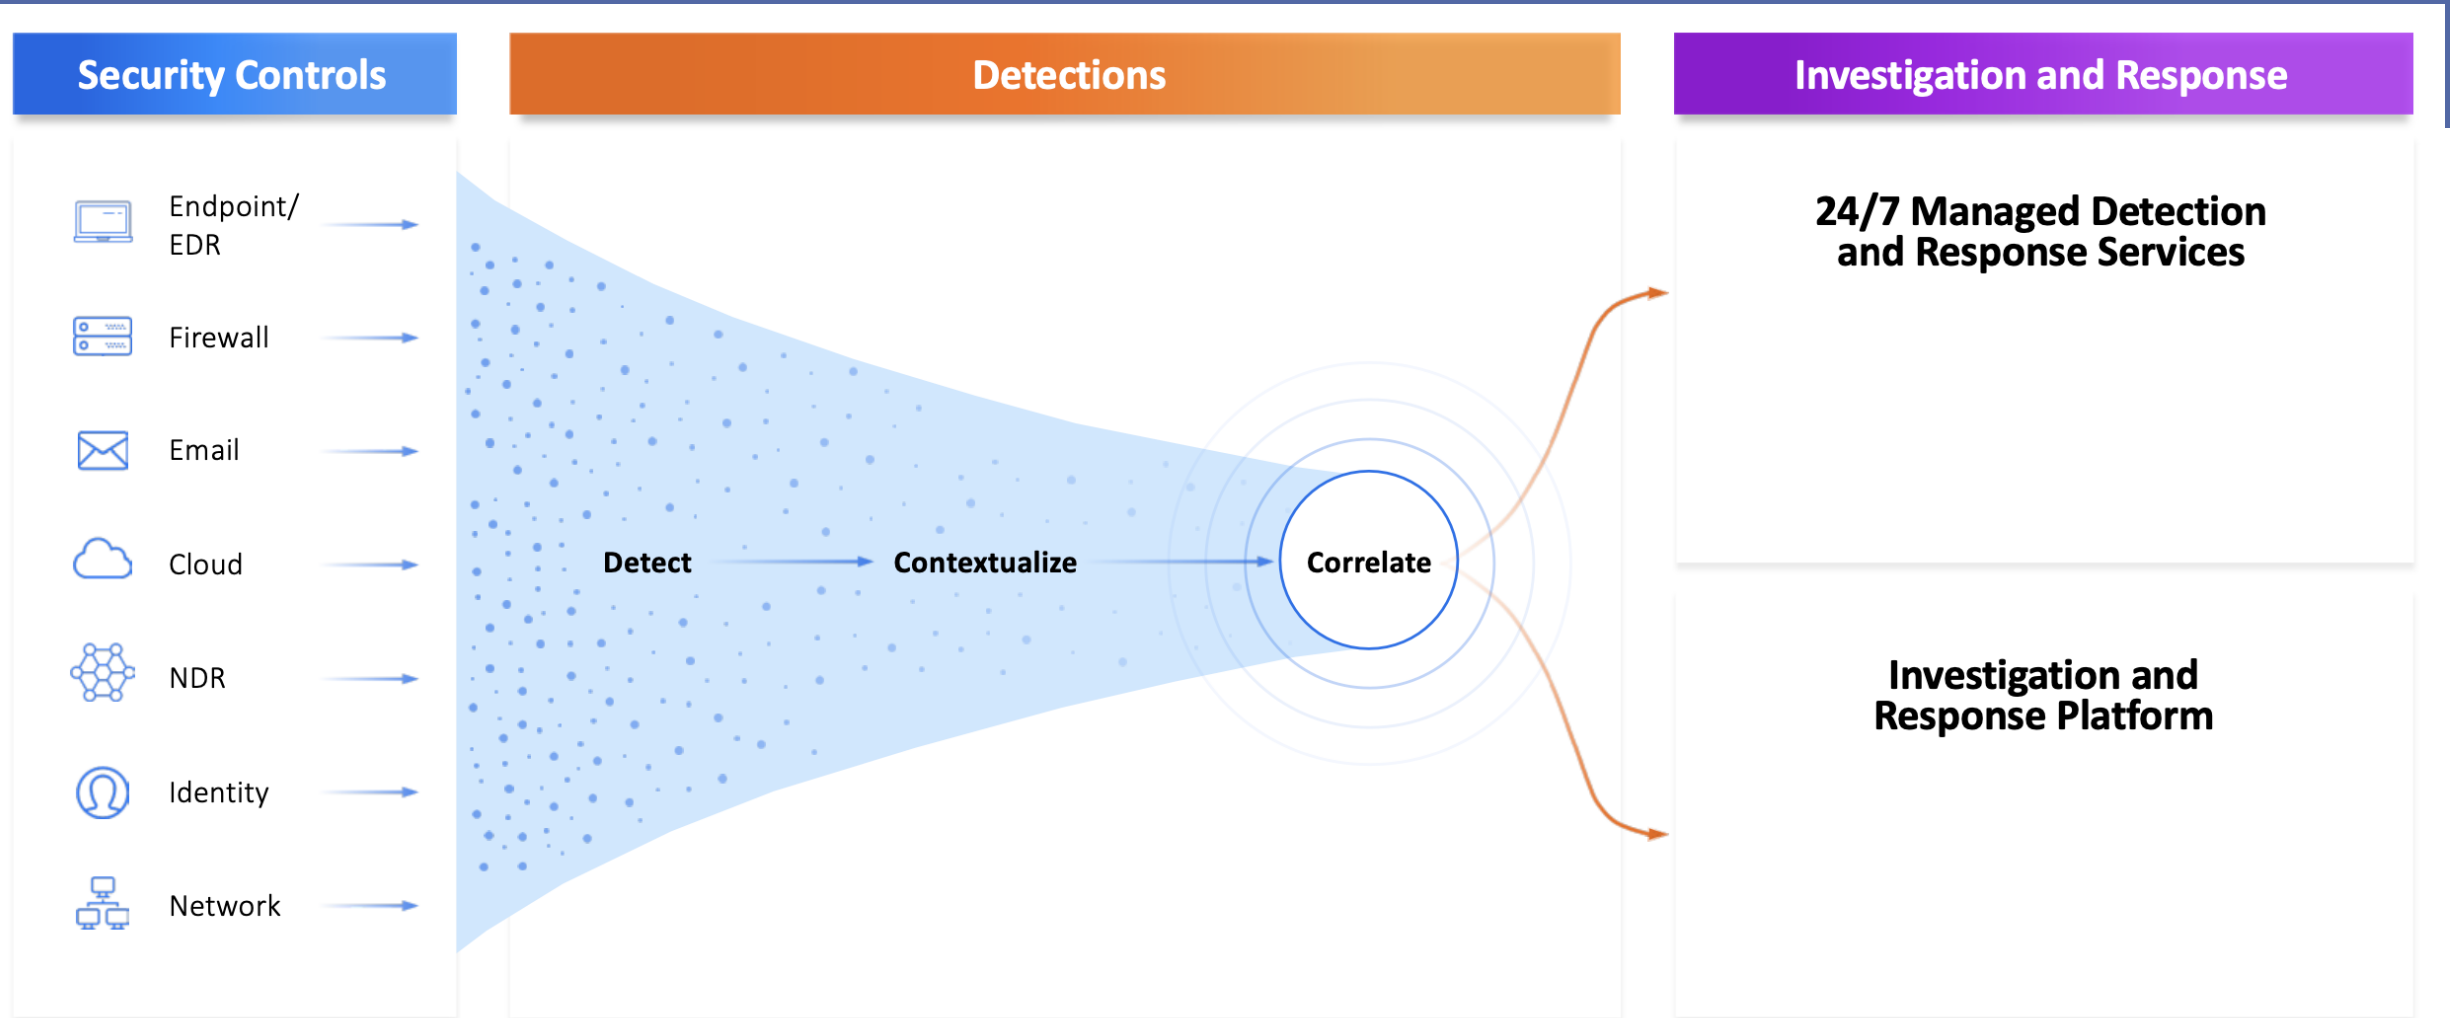 Security Controls
Detections
Investigation and Response
Endpoint/
EDR
Firewall
Email
Cloud
NDR
Identity
Network
Detect
Contextualize
Correlate
24/7 Managed Detection
and Response Services
Investigation and
Response Platform